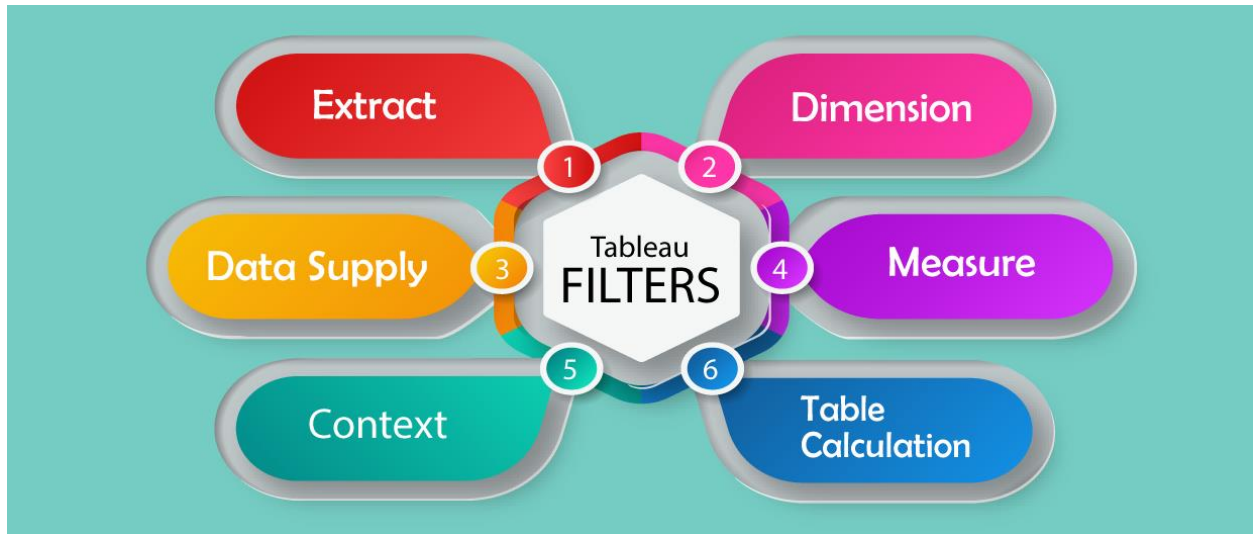 Extract
1
2
Dimension
Data Supply
3
Tableau
FILTERS
4
Measure
Context
5
6
Table
Calculation